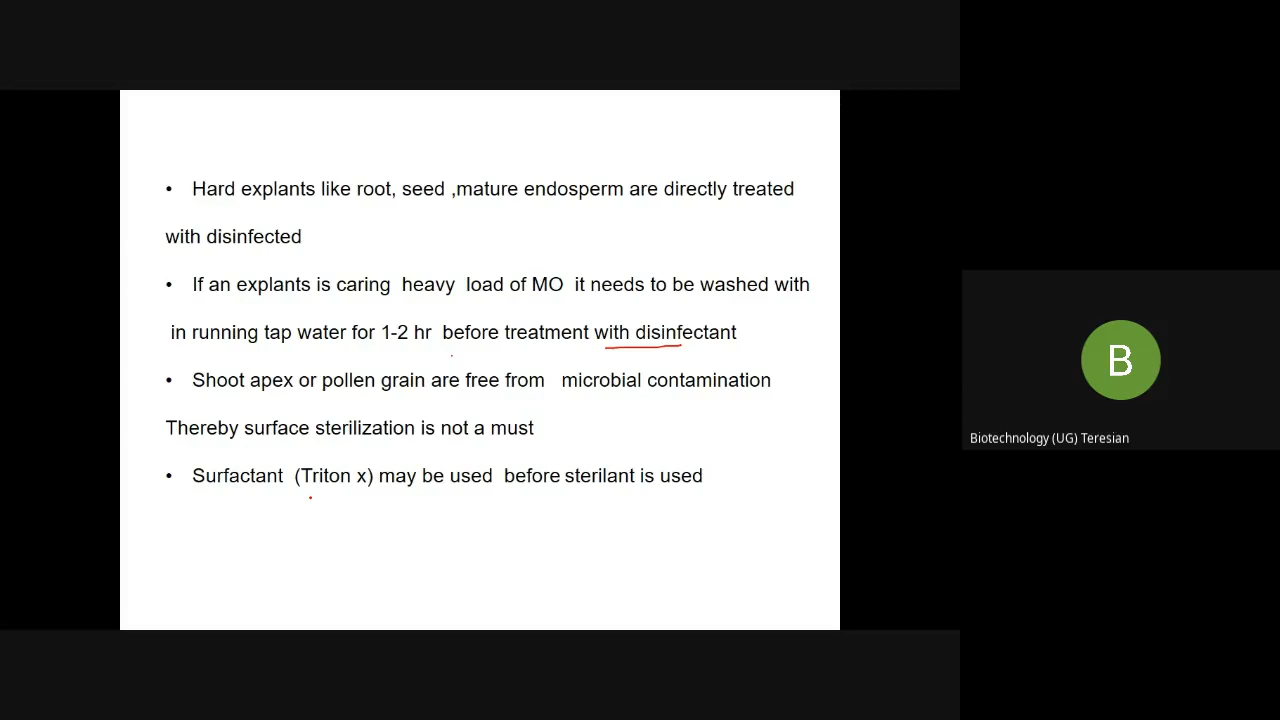 • Hard explants like root, seed ,mature endosperm are directly treated
with disinfected
• If an explants is caring heavy load of MO it needs to be washed with
in running tap water for 1-2 hr before treatment with disinfectant
• Shoot apex or pollen grain are free from microbial contamination
Thereby surface sterilization is not a must
• Surfactant (Triton x) may be used before sterilant is used
B
Biotechnology (UG) Teresian